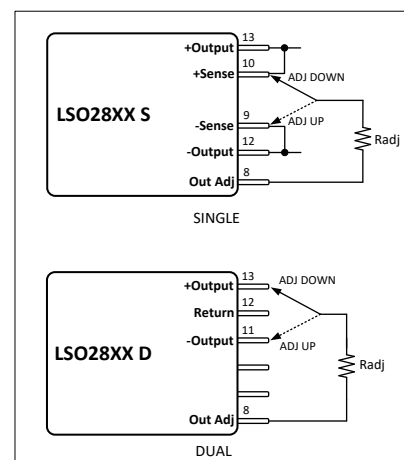 13
+Output
10
+Sense
ADJ DOWN
LSO28XX S
9
-Sense
ADJ UP
12
-Output
Radj
8
Out Adj
SINGLE
13
+Output
ADJ DOWN
12
Return
11
-Output
ADJ UP
LSO28XX D
Radj
8
Out Adj
DUAL